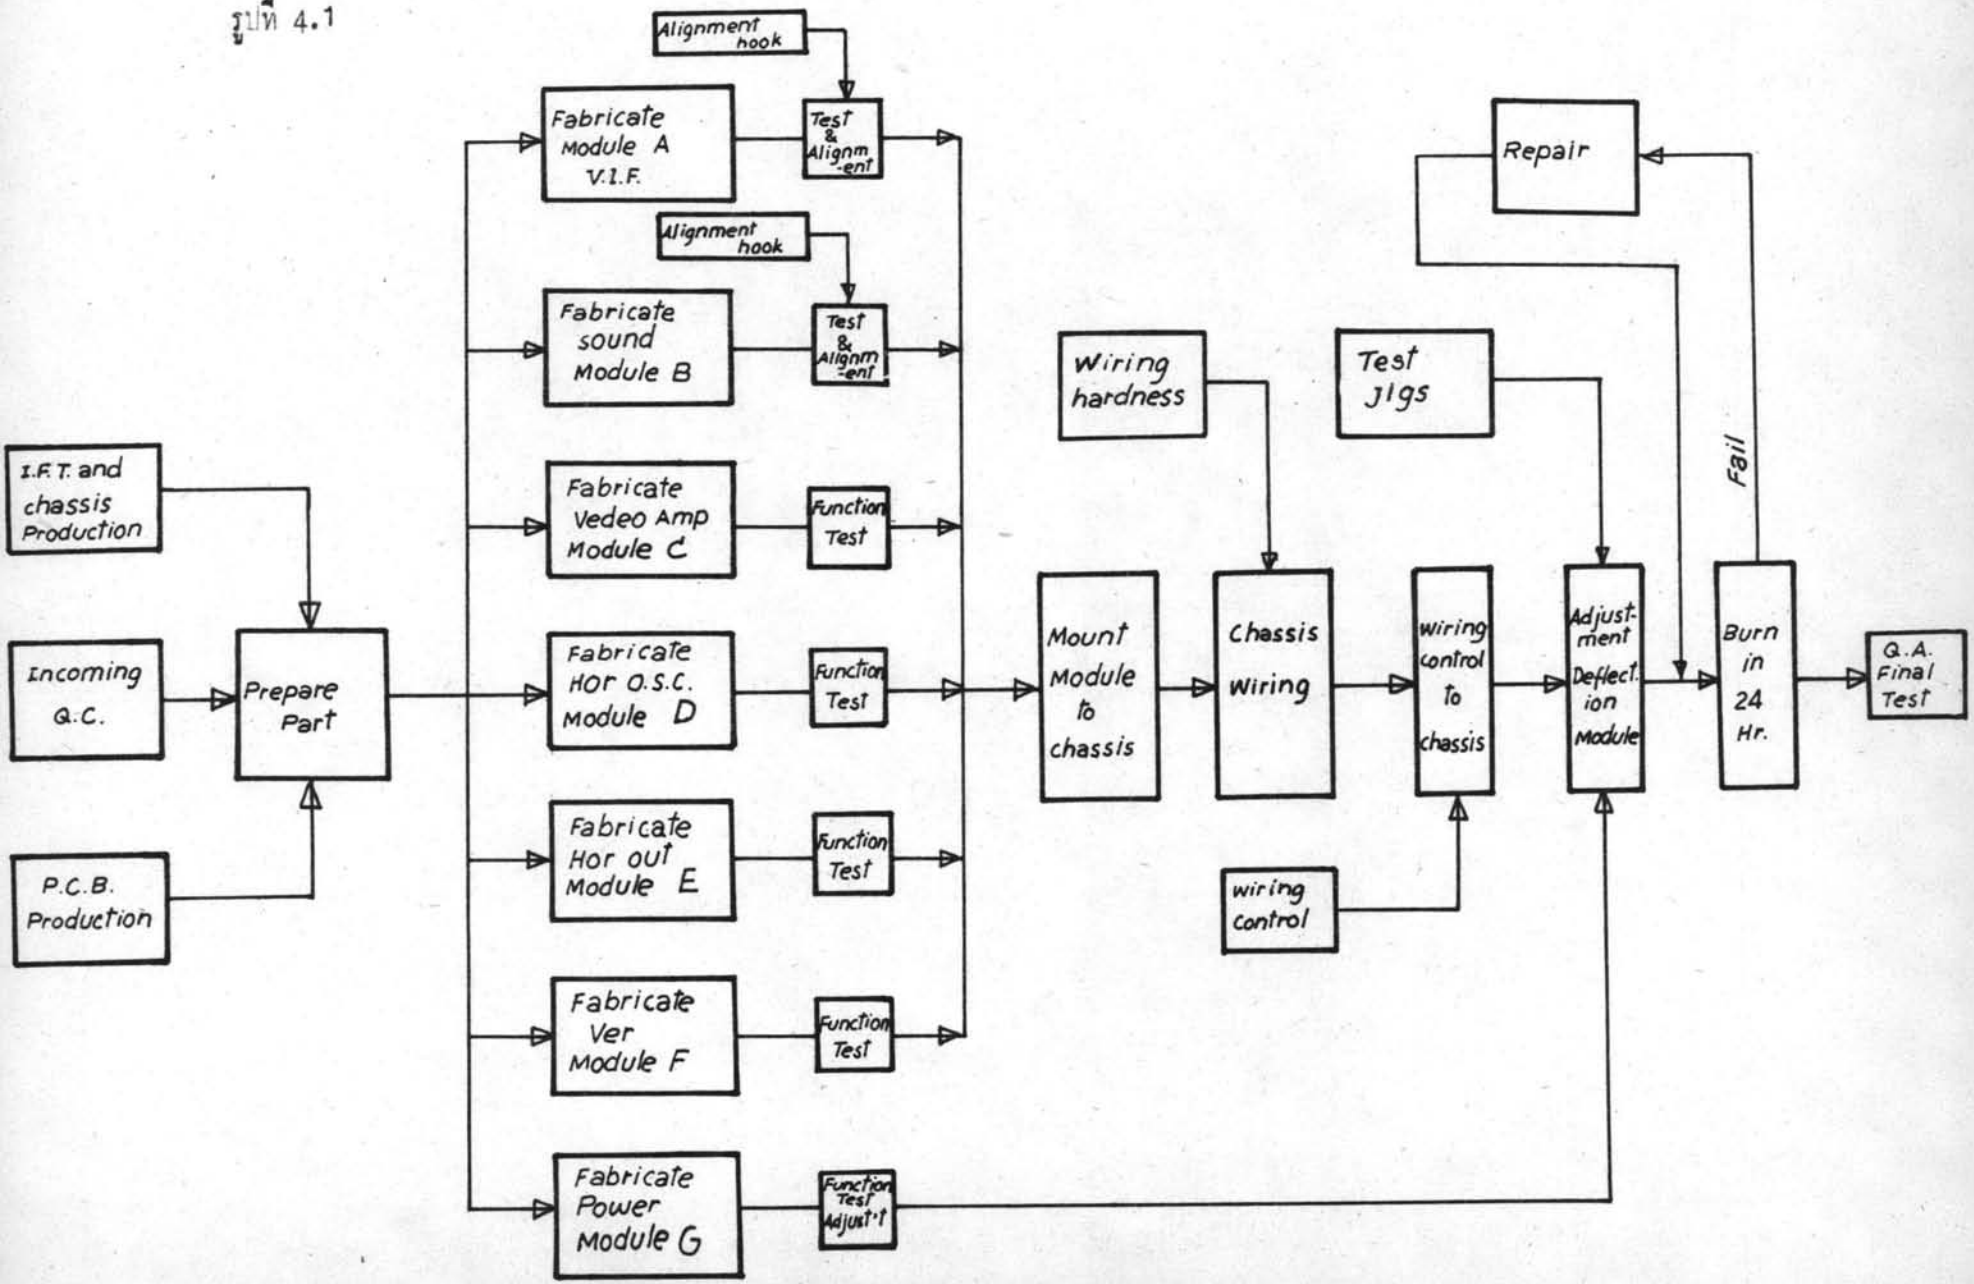 รูปที่ 4.1
Alignment
hook
Fabricate
Module A
V.I.F.
Test
&
Alignm
-ent
Alignment
hook
Fabricate
sound
Module B
Test
&
Alignm
-ent
I.F.T. and
chassis
Production
Fabricate
Vedeo Amp
Module C
Function
Test
Incoming
Q.C.
Prepare
Part
Fabricate
Hor O.S.C.
Module D
Function
Test
P.C.B.
Production
Fabricate
Hor out
Module E
Function
Test
Fabricate
Ver
Module F
Function
Test
Fabricate
Power
Module G
Function
Test
Adjust't
Mount
Module
to
chassis
Wiring
hardness
Chassis
Wiring
Wiring
control
to
chassis
wiring
control
Test
JIgs
Adjust-
ment
Deflect.
ion
Module
Repair
Fail
Burn
in
24
Hr.
Q.A.
Final
Test